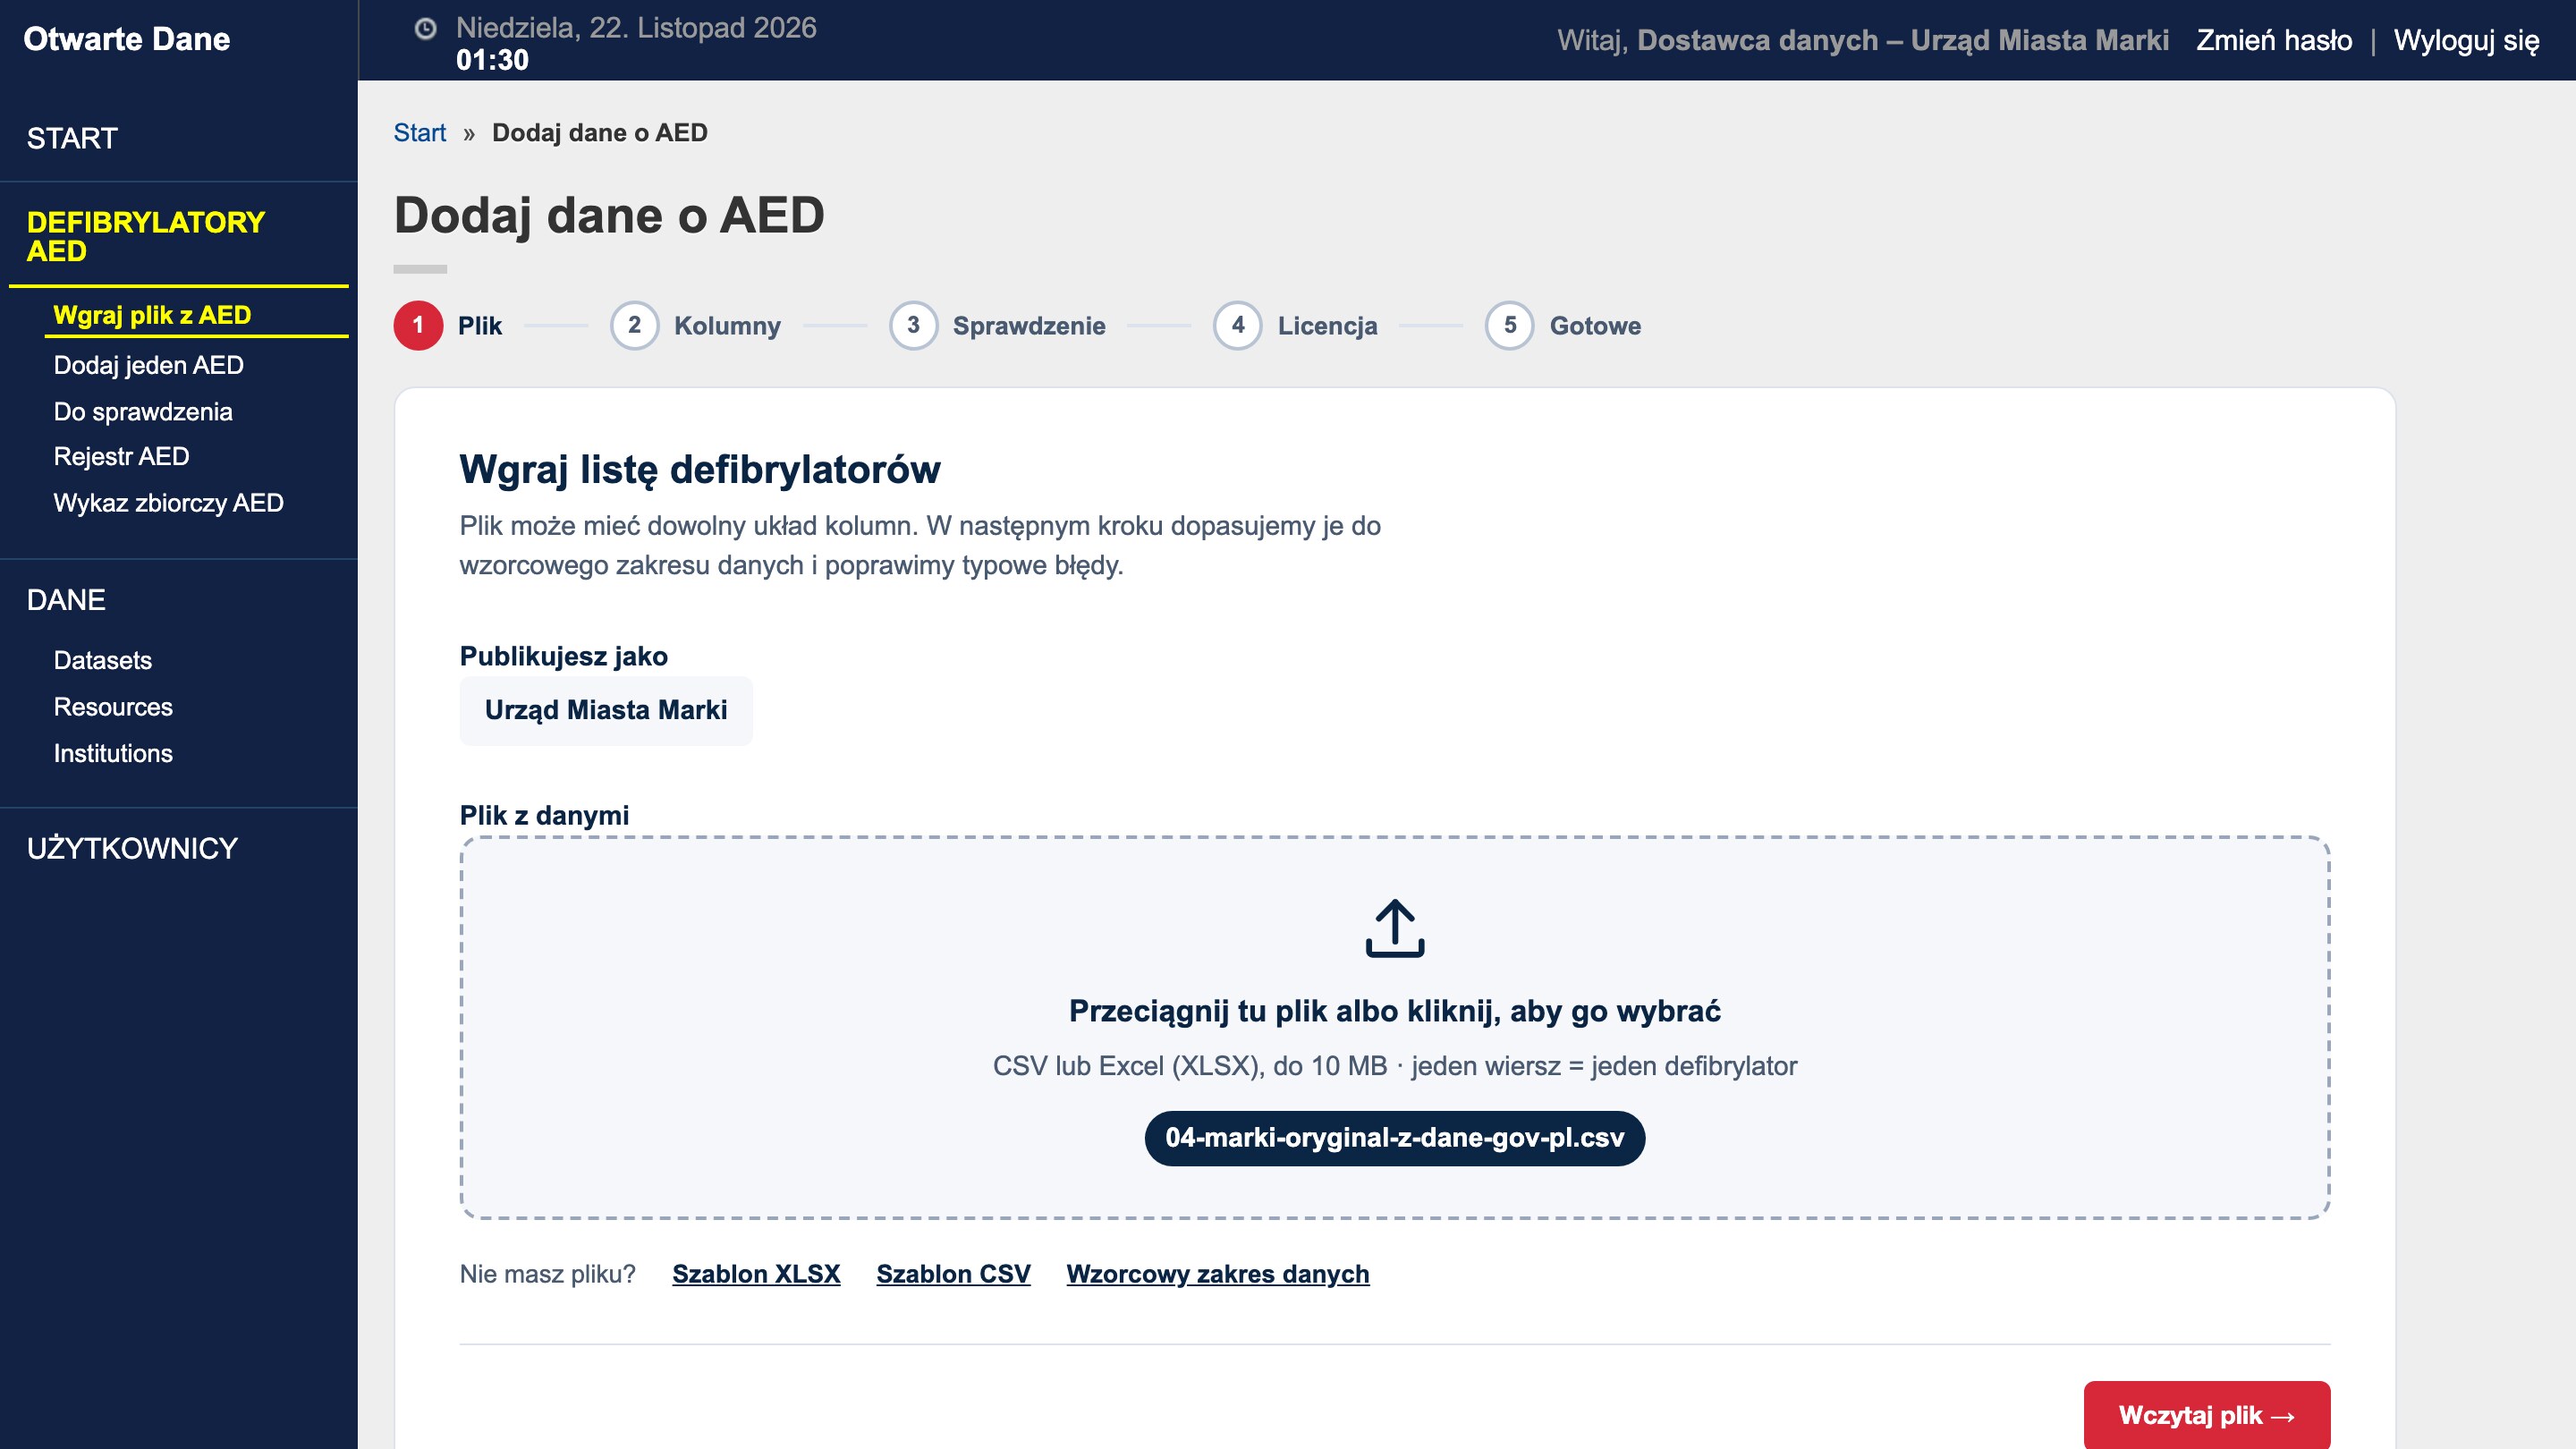 Otwarte Dane
Niedziela, 22. Listopad 2026
01:30
Witaj, Dostawca danych – Urząd Miasta Marki Zmień hasło | Wyloguj się
START
DEFIBRYLATORY
AED
Wgraj plik z AED
Dodaj jeden AED
Do sprawdzenia
Rejestr AED
Wykaz zbiorczy AED
DANE
Datasets
Resources
Institutions
UŻYTKOWNICY
Start » Dodaj dane o AED
Dodaj dane o AED
1 Plik 2 Kolumny 3 Sprawdzenie 4 Licencja 5 Gotowe
Wgraj listę defibrylatorów
Plik może mieć dowolny układ kolumn. W następnym kroku dopasujemy je do
wzorcowego zakresu danych i poprawimy typowe błędy.
Publikujesz jako
Urząd Miasta Marki
Plik z danymi
Przeciągnij tu plik albo kliknij, aby go wybrać
CSV lub Excel (XLSX), do 10 MB · jeden wiersz = jeden defibrylator
04-marki-oryginal-z-dane-gov-pl.csv
Nie masz pliku? Szablon XLSX Szablon CSV Wzorcowy zakres danych
Wczytaj plik →